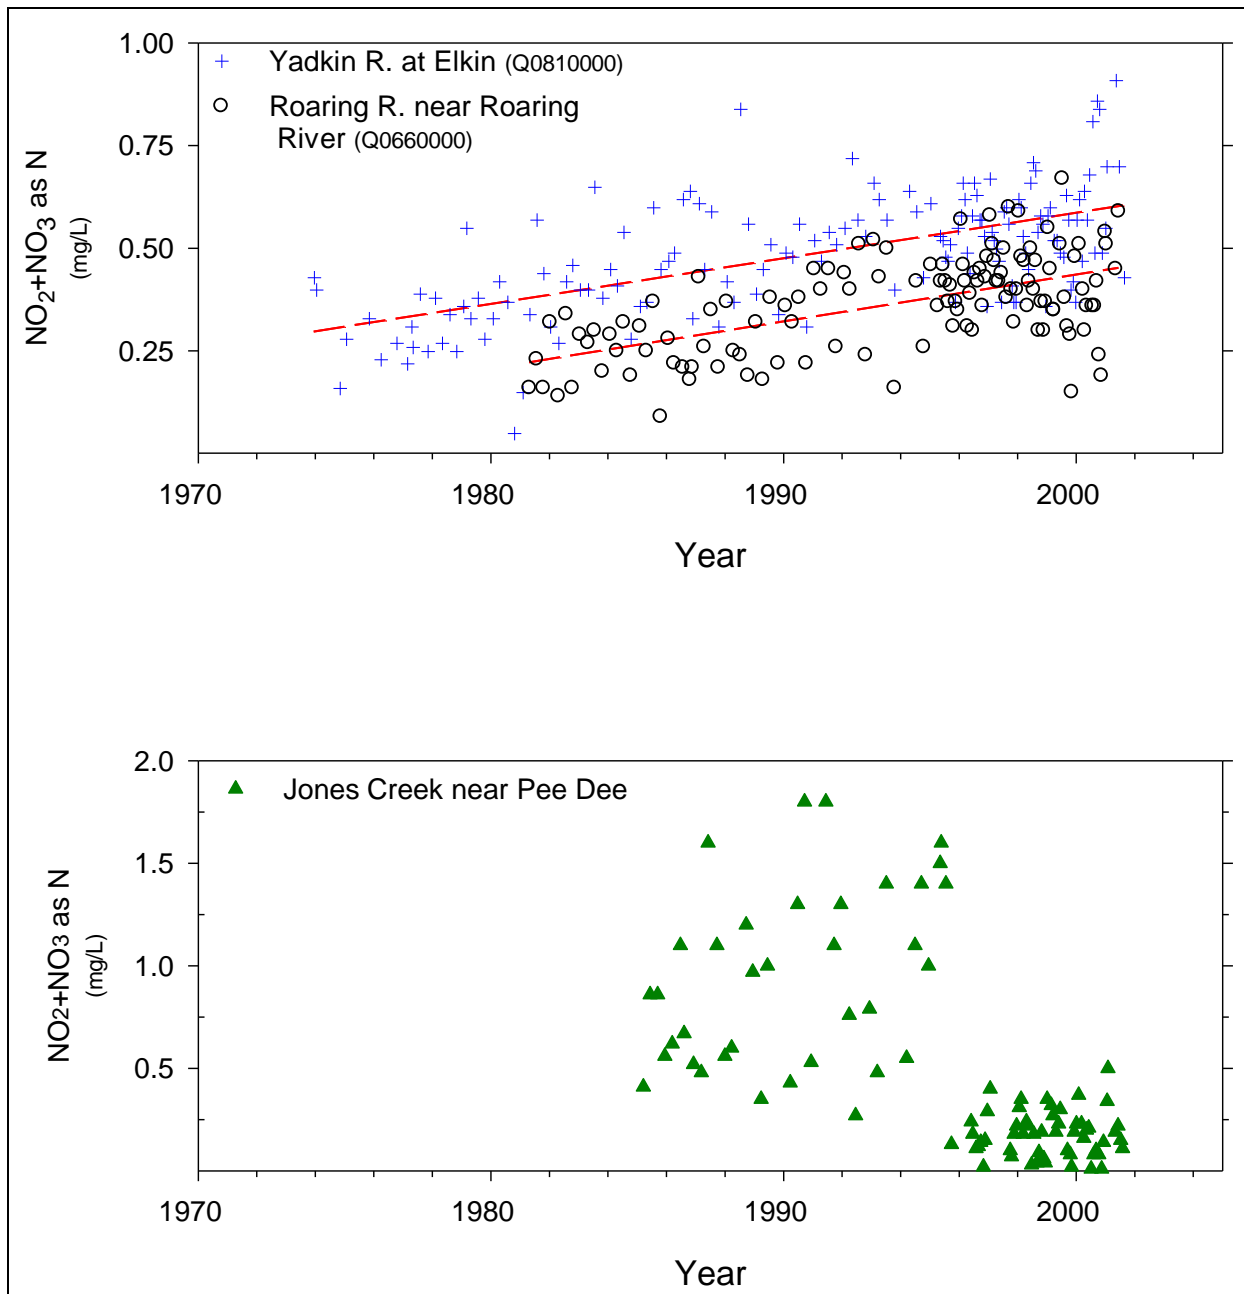 1.00
Yadkin R. at Elkin (Q0810000)
Roaring R. near Roaring
River (Q0660000)
0.75
0.50
0.25
NO2+NO3 as N
(mg/L)
1970 1980 1990 2000
Year
2.0
Jones Creek near Pee Dee
1.5
1.0
0.5
NO2+NO3 as N
(mg/L)
1970 1980 1990 2000
Year